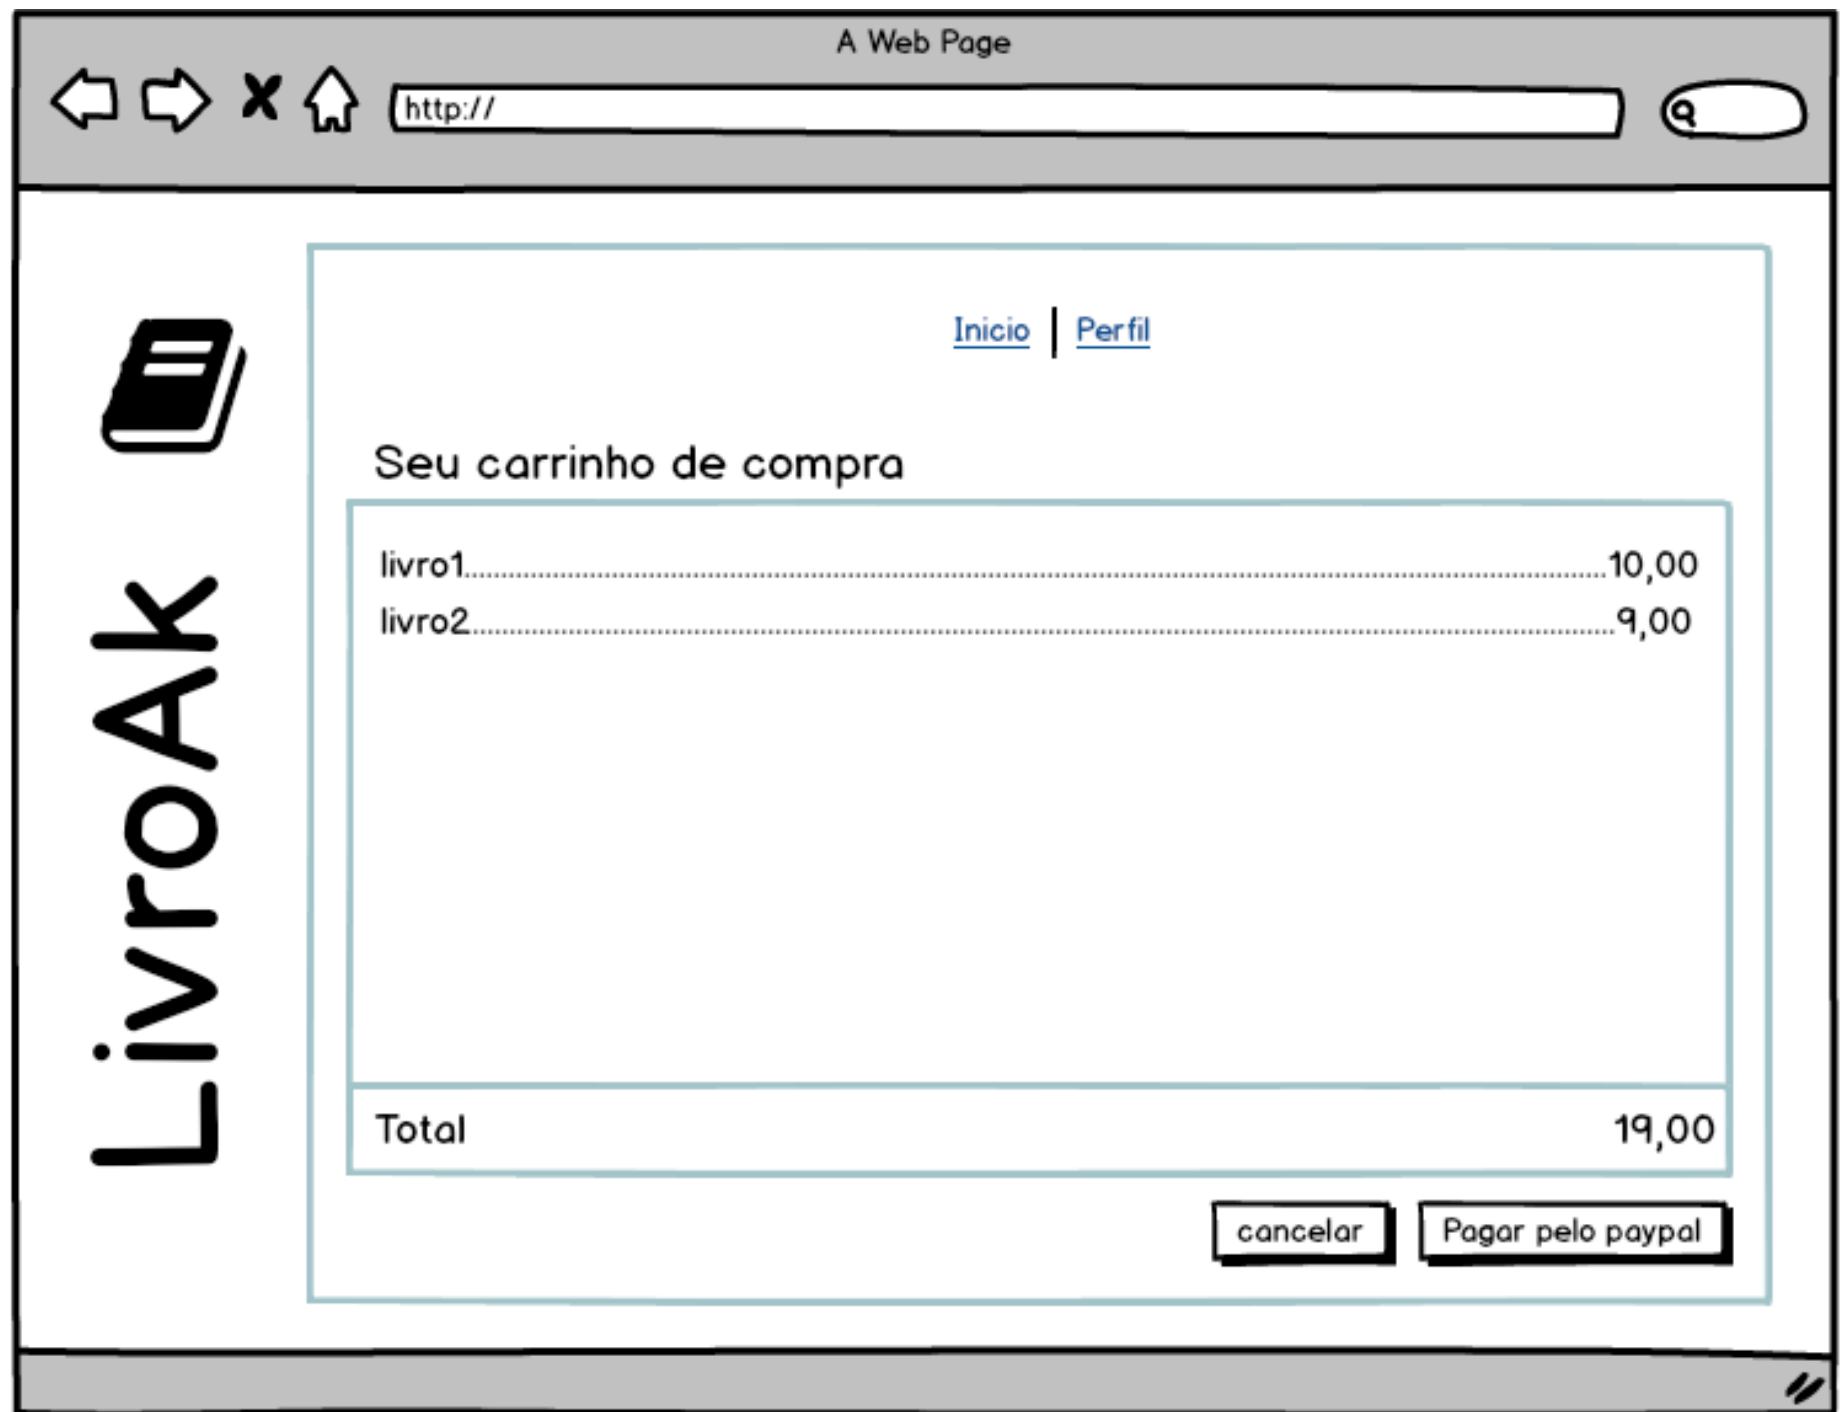 A Web Page
http://
Inicio | Perfil
LivroAk
Seu carrinho de compra
livro1 10,00
livro2 9,00
Total 19,00
cancelar Pagar pelo paypal